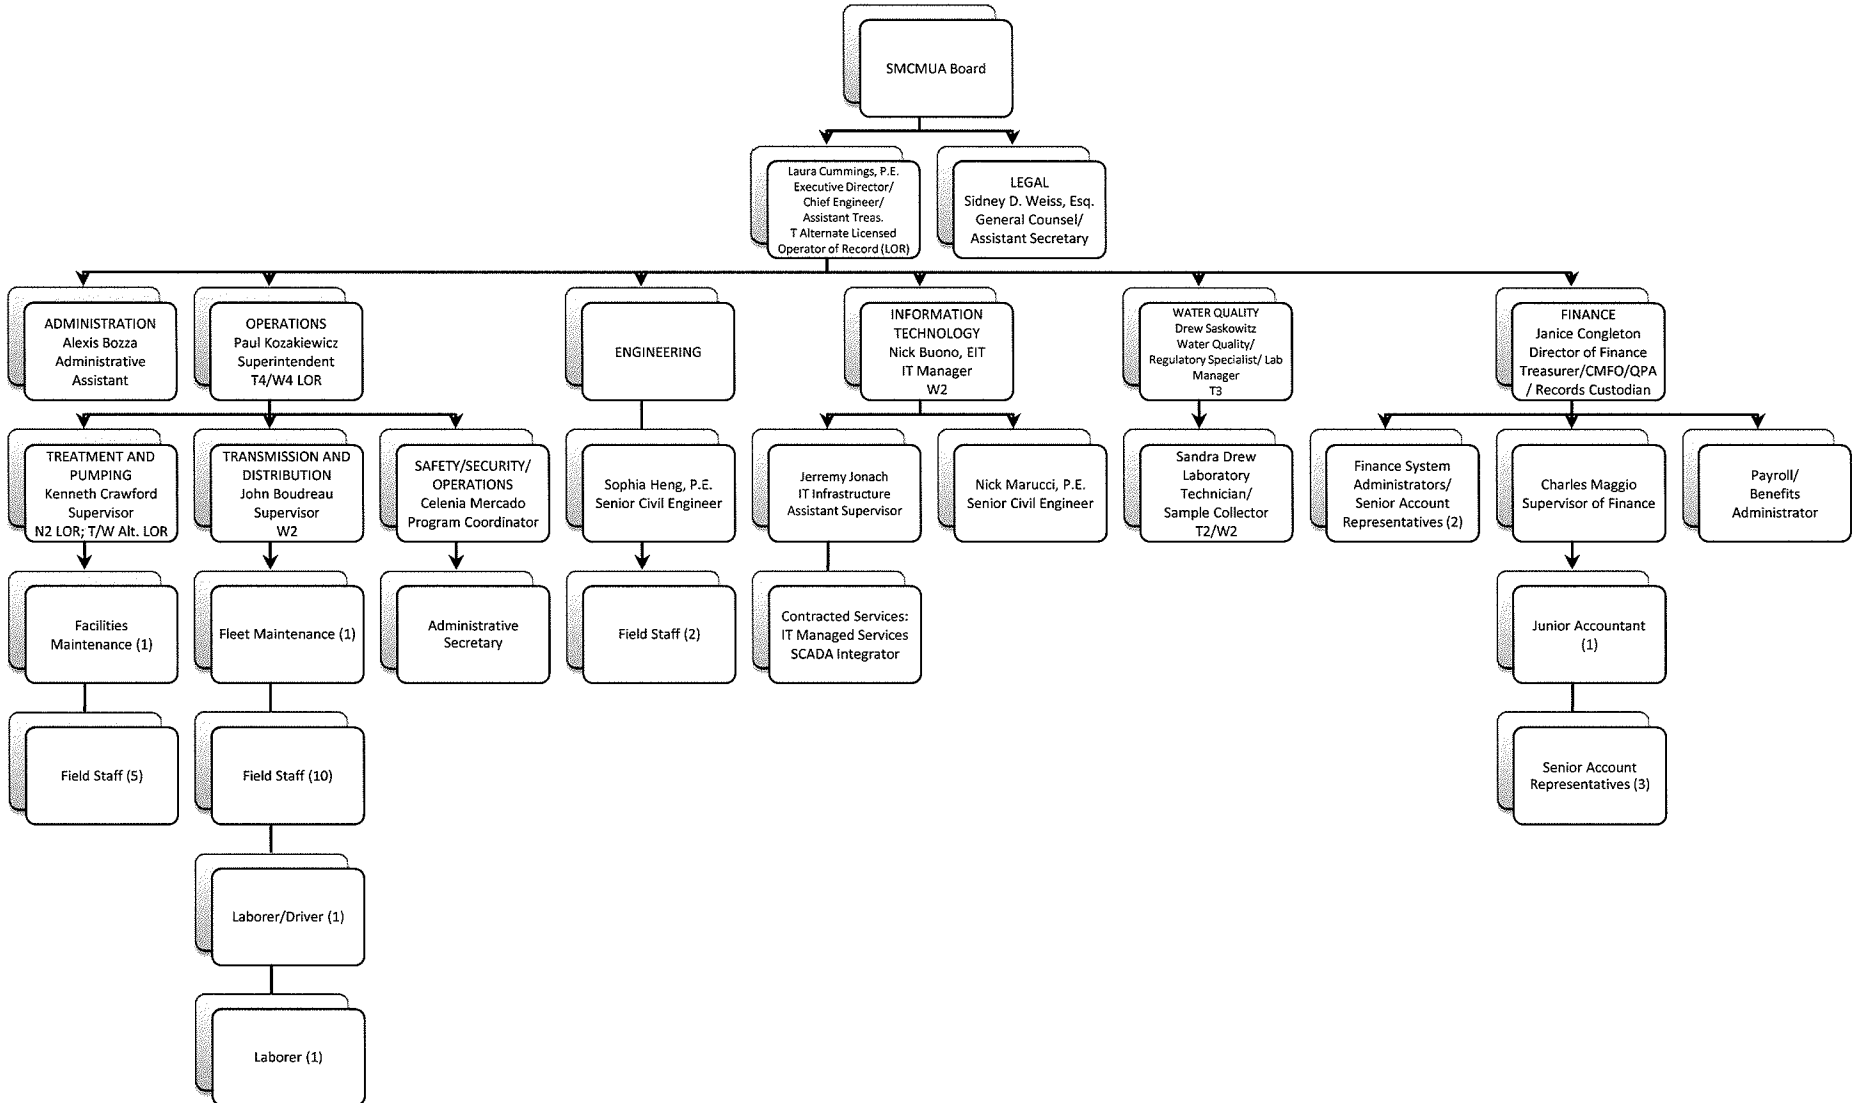 SMCMUA Board
Laura Cummings, P.E.
Executive Director/
Chief Engineer/
Assistant Treas.
T Alternate Licensed
Operator of Record (LOR)
LEGAL
Sidney D. Weiss, Esq.
General Counsel/
Assistant Secretary
ADMINISTRATION
Alexis Bozza
Administrative
Assistant
OPERATIONS
Paul Kozakiewicz
Superintendent
T4/W4 LOR
ENGINEERING
INFORMATION
TECHNOLOGY
Nick Buono, EIT
IT Manager
W2
WATER QUALITY
Drew Saskowitz
Water Quality/
Regulatory Specialist/ Lab
Manager
T3
FINANCE
Janice Congleton
Director of Finance
Treasurer/CMFO/QPA
/ Records Custodian
TREATMENT AND
PUMPING
Kenneth Crawford
Supervisor
N2 LOR; T/W Alt. LOR
TRANSMISSION AND
DISTRIBUTION
John Boudreau
Supervisor
W2
SAFETY/SECURITY/
OPERATIONS
Celenia Mercado
Program Coordinator
Sophia Heng, P.E.
Senior Civil Engineer
Jerremy Jonach
IT Infrastructure
Assistant Supervisor
Nick Marucci, P.E.
Senior Civil Engineer
Sandra Drew
Laboratory
Technician/
Sample Collector
T2/W2
Finance System
Administrators/
Senior Account
Representatives (2)
Charles Maggio
Supervisor of Finance
Payroll/
Benefits
Administrator
Facilities
Maintenance (1)
Fleet Maintenance (1)
Administrative
Secretary
Field Staff (2)
Contracted Services:
IT Managed Services
SCADA Integrator
Junior Accountant
(1)
Field Staff (5)
Field Staff (10)
Senior Account
Representatives (3)
Laborer/Driver (1)
Laborer (1)